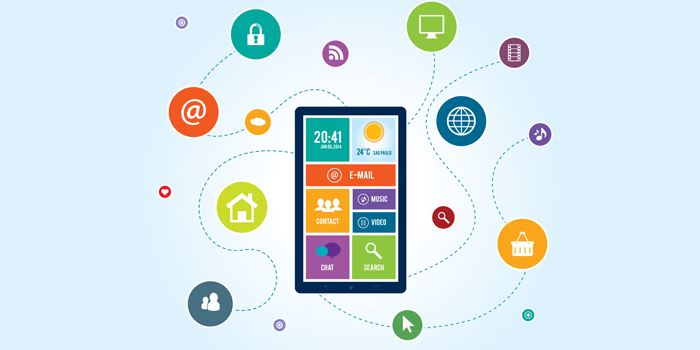 20:41
JAN 08, 2014
24°C SAO PAULO
@ E-MAIL
MUSIC
CONTACT
VIDEO
CHAT
SEARCH
@